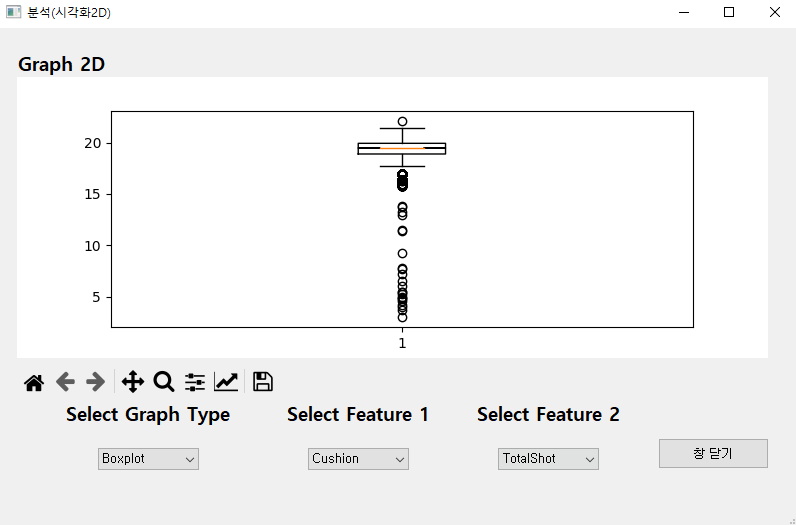 분석(시각화2D)
Graph 2D
20
15
10
5
1
Select Graph Type Select Feature 1 Select Feature 2
Boxplot Cushion TotalShot 창 닫기